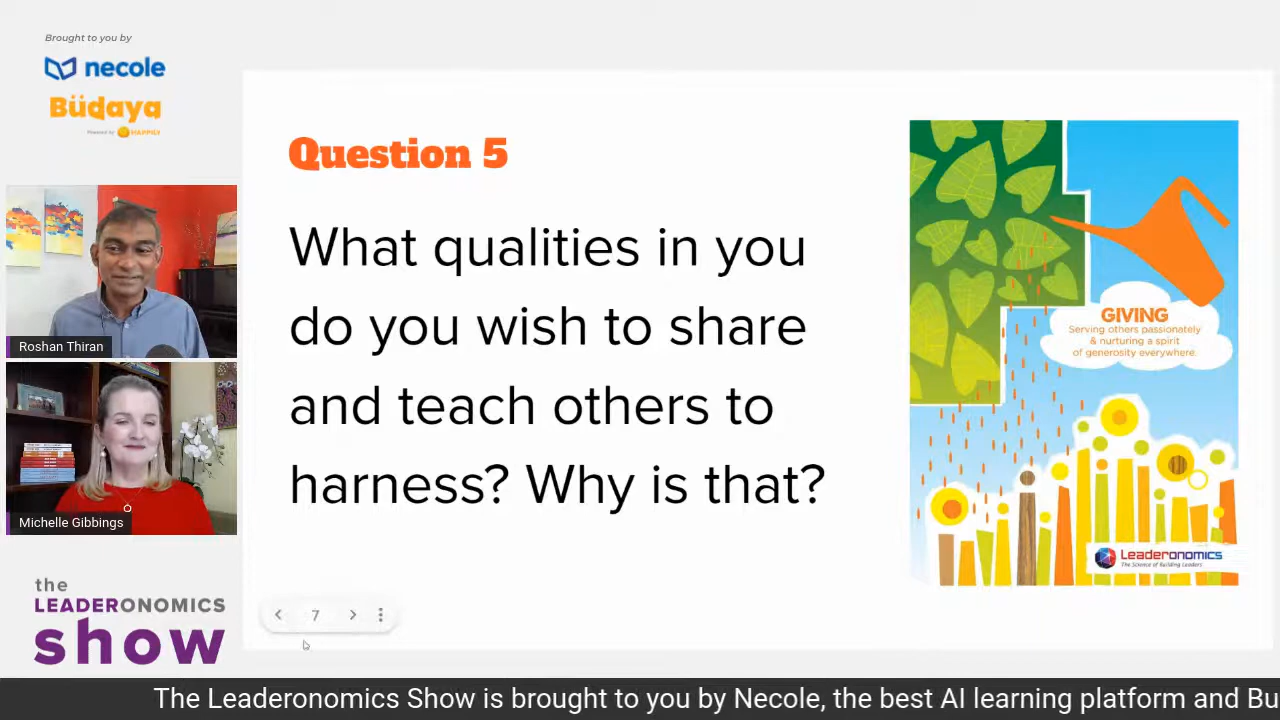 Brought to you by
necole
Büdaya
Powered by HAPPILY
Roshan Thiran
Michelle Gibbings
the
LEADERONOMICS
show
Question 5
What qualities in you
do you wish to share
and teach others to
harness? Why is that?
GIVING
Serving others passionately
& nurturing a spirit
of generosity everywhere.
Leaderonomics
The Science of Building Leaders
7
The Leaderonomics Show is brought to you by Necole, the best AI learning platform and Bu